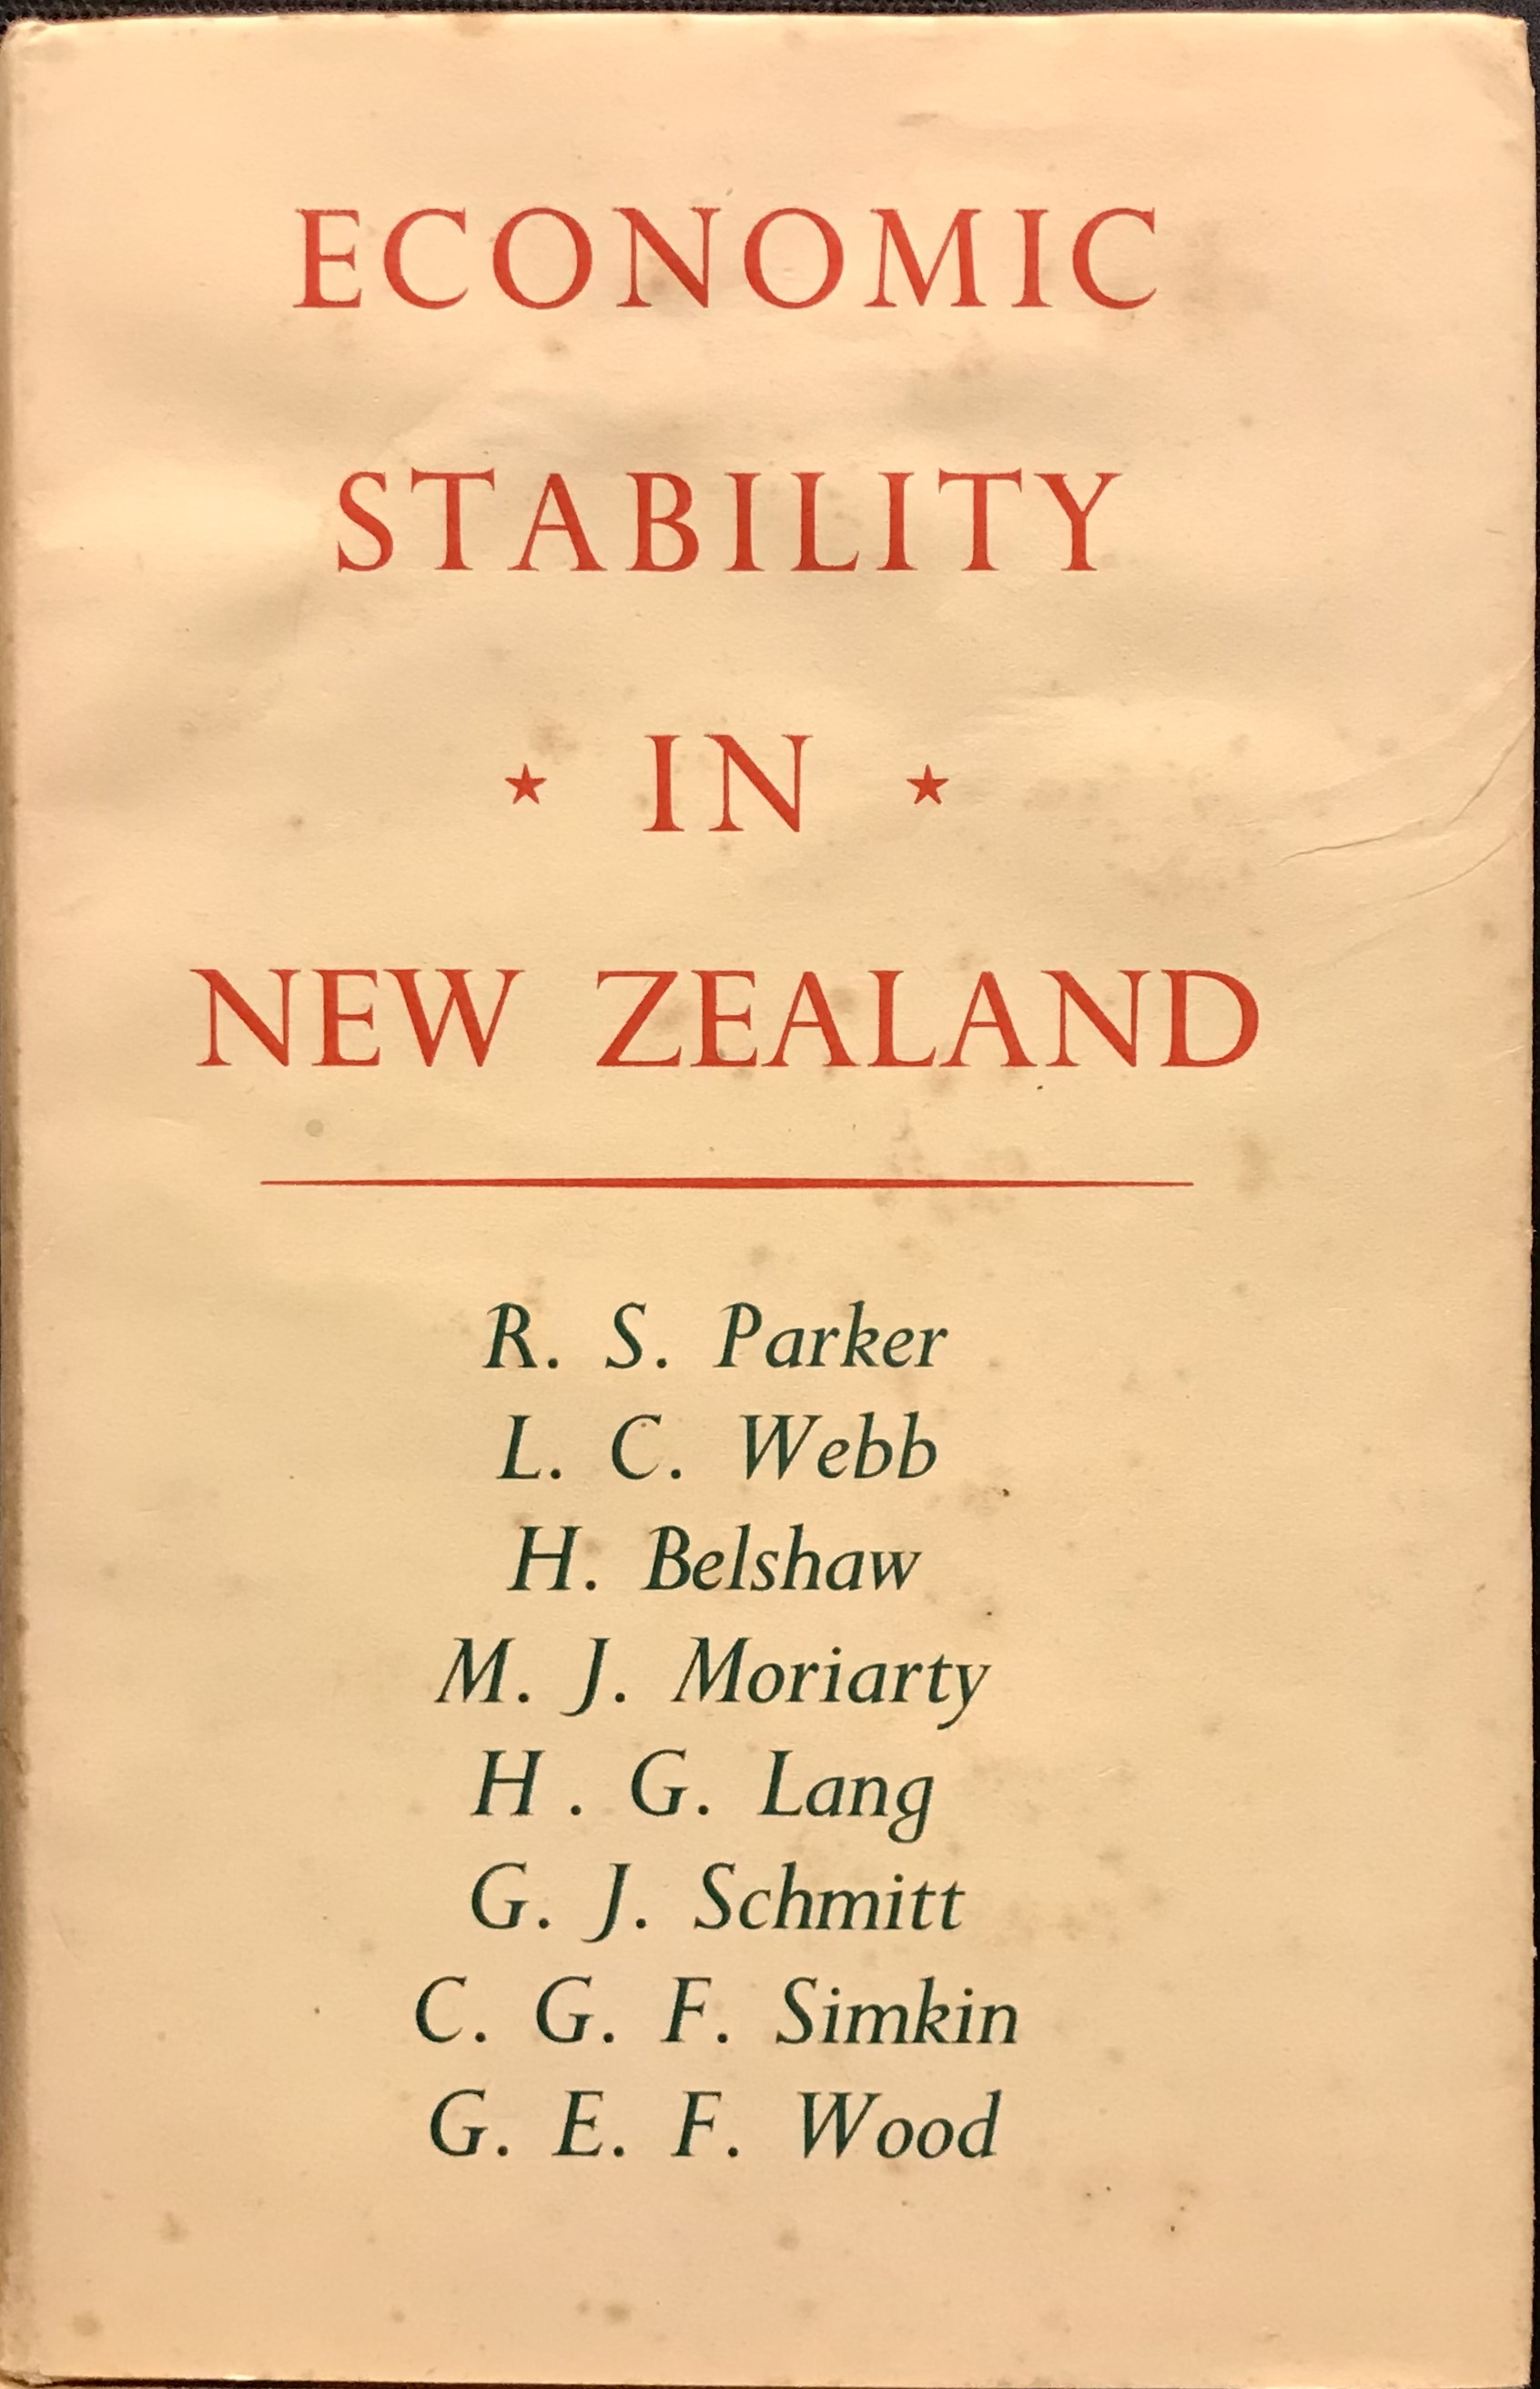 ECONOMIC
STABILITY
★ IN ★
NEW ZEALAND
R. S. Parker
L. C. Webb
H. Belshaw
M. J. Moriarty
H . G. Lang
G. J. Schmitt
C. G. F. Simkin
G. E. F. Wood